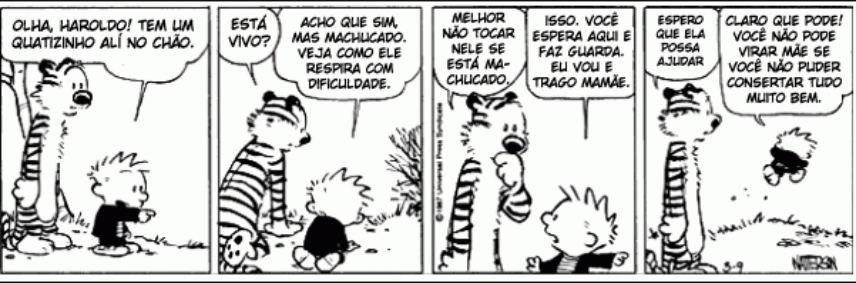 OLHA, HAROLDO! TEM UM
QUATIZINHO ALÍ NO CHÃO.
ESTÁ
VIVO?
ACHO QUE SIM,
MAS MACHUCADO.
VEJA COMO ELE
RESPIRA COM
DIFICULDADE.
MELHOR
NÃO TOCAR
NELE SE
ESTÁ MA-
CHUCADO.
ISSO. VOCÊ
ESPERA AQUI E
FAZ GUARDA.
EU VOU E
TRAGO MAMÃE.
© 1987 Universal Press Syndicate
ESPERO
QUE ELA
POSSA
AJUDAR
CLARO QUE PODE!
VOCÊ NÃO PODE
VIRAR MÃE SE
VOCÊ NÃO PUDER
CONSERTAR TUDO
MUITO BEM.
3-9
WATTERSON